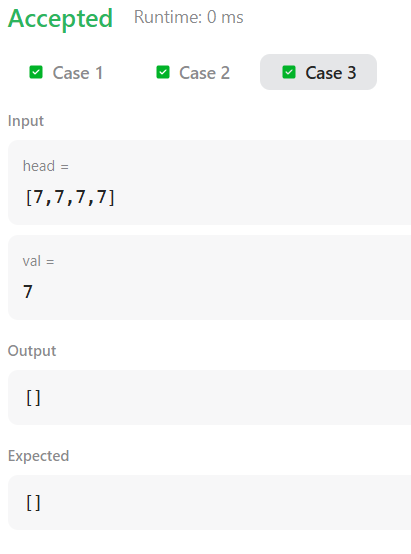 Accepted Runtime: 0 ms
Case 1 Case 2 Case 3
Input
head =
[7,7,7,7]
val =
7
Output
[]
Expected
[]